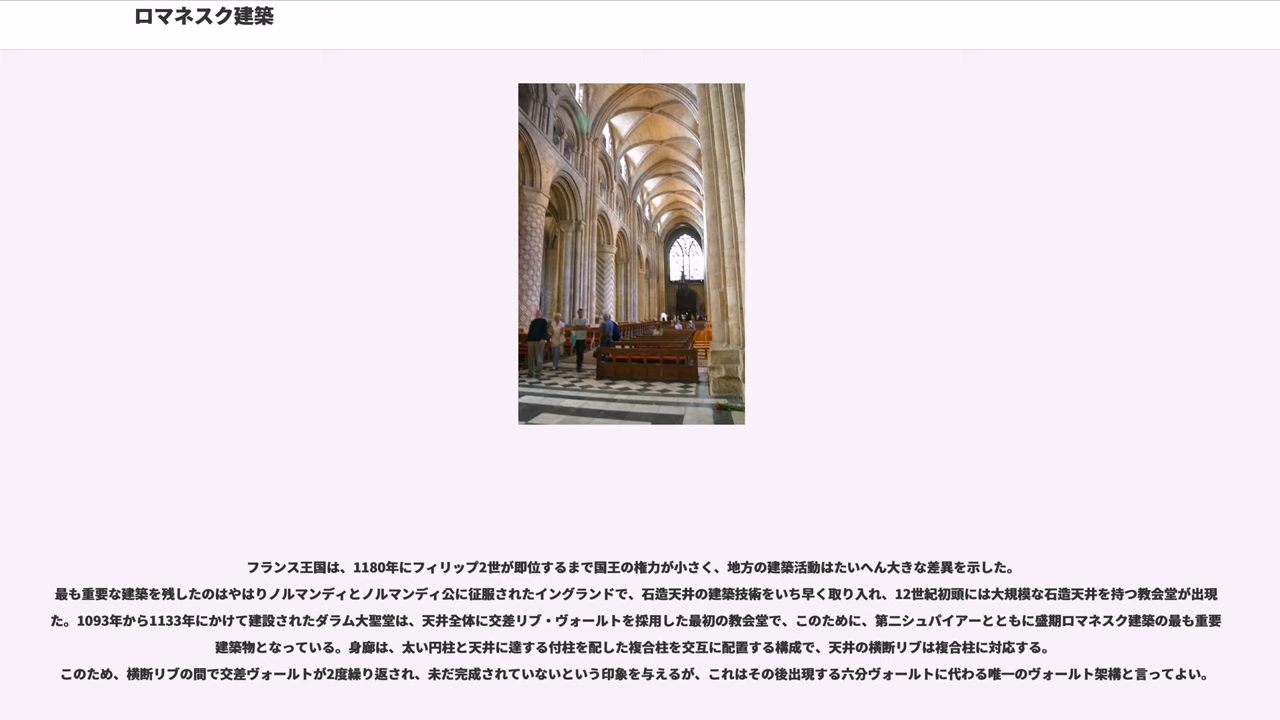 ロマネスク建築
フランス王国は、1180年にフィリップ2世が即位するまで国王の権力が小さく、地方の建築活動はたいへん大きな差異を示した。
最も重要な建築を残したのはやはりノルマンディとノルマンディ公に征服されたイングランドで、石造天井の建築技術をいち早く取り入れ、12世紀初頭には大規模な石造天井を持つ教会堂が出現
た。1093年から1133年にかけて建設されたダラム大聖堂は、天井全体に交差リブ・ヴォールトを採用した最初の教会堂で、このために、第二シュパイアーとともに盛期ロマネスク建築の最も重要
建築物となっている。身廊は、太い円柱と天井に達する付柱を配した複合柱を交互に配置する構成で、天井の横断リブは複合柱に対応する。
このため、横断リブの間で交差ヴォールトが2度繰り返され、未だ完成されていないという印象を与えるが、これはその後出現する六分ヴォールトに代わる唯一のヴォールト架構と言ってよい。